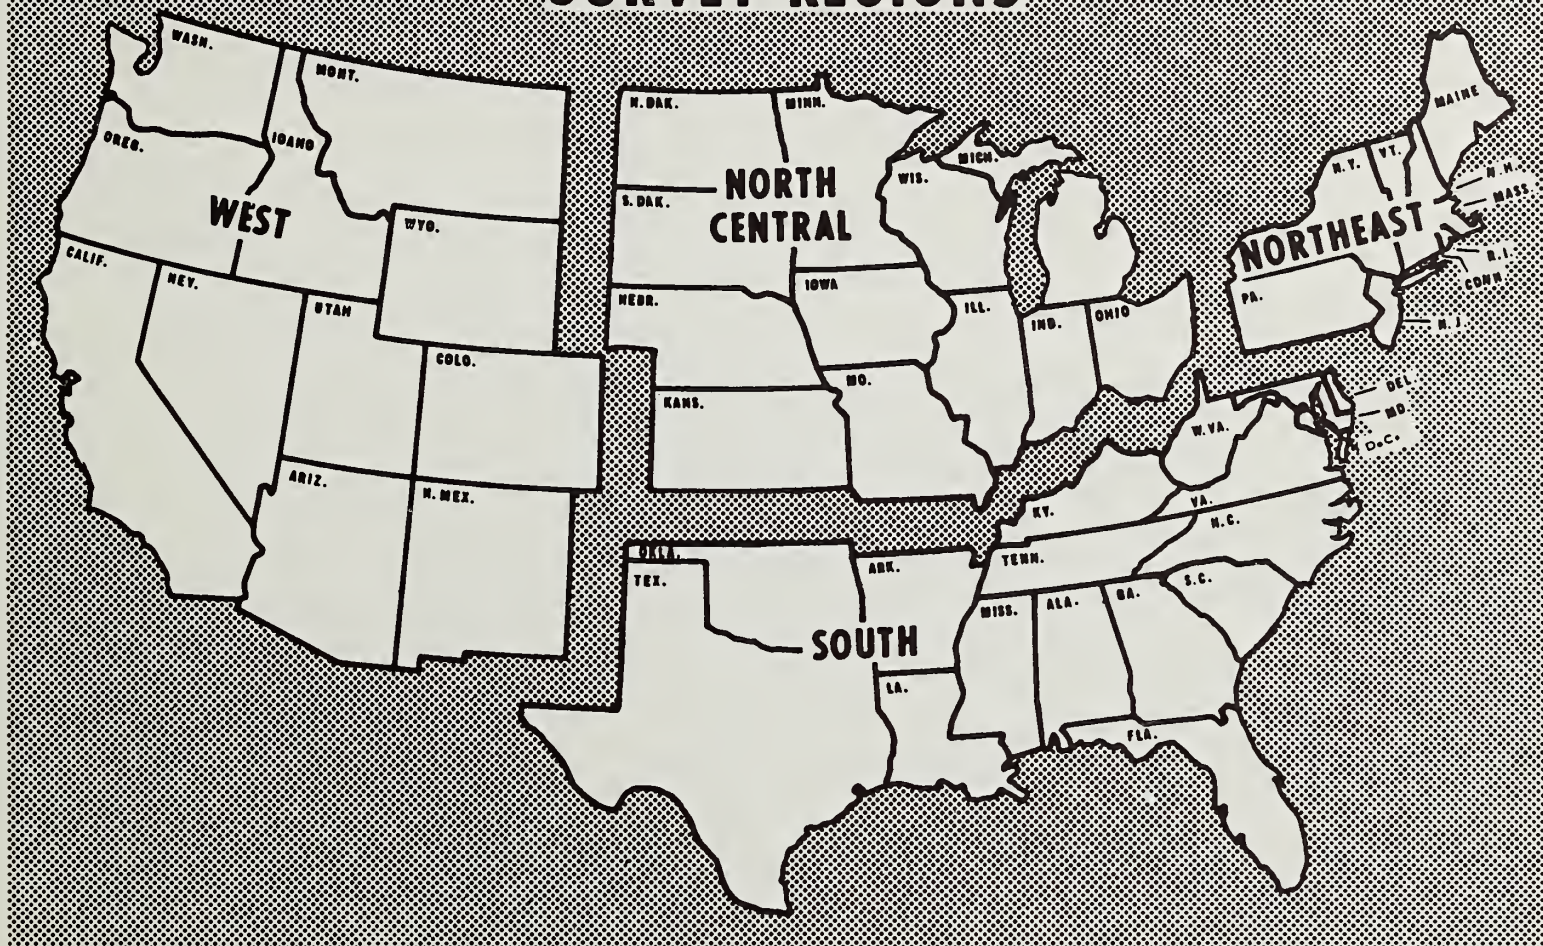 SURVEY REGIONS
WASH.
MONT.
IDAHO
OREG.
WEST
WYO.
CALIF.
NEV.
UTAH
COLO.
ARIZ.
N. MEX.
N. DAK.
MINN.
S. DAK.
NORTH
CENTRAL
WIS.
MICH.
NEBR.
IOWA
ILL.
IND.
OHIO
KANS.
MO.
MAINE
N.Y.
VT.
N.H.
MASS.
NORTHEAST
R.I.
CONN
PA.
N.J.
DEL
MD
D.C.
W.VA.
VA.
KY.
N.C.
TENN.
OKLA.
TEX.
ARK.
S.C.
MISS.
ALA.
GA.
SOUTH
LA.
FLA.